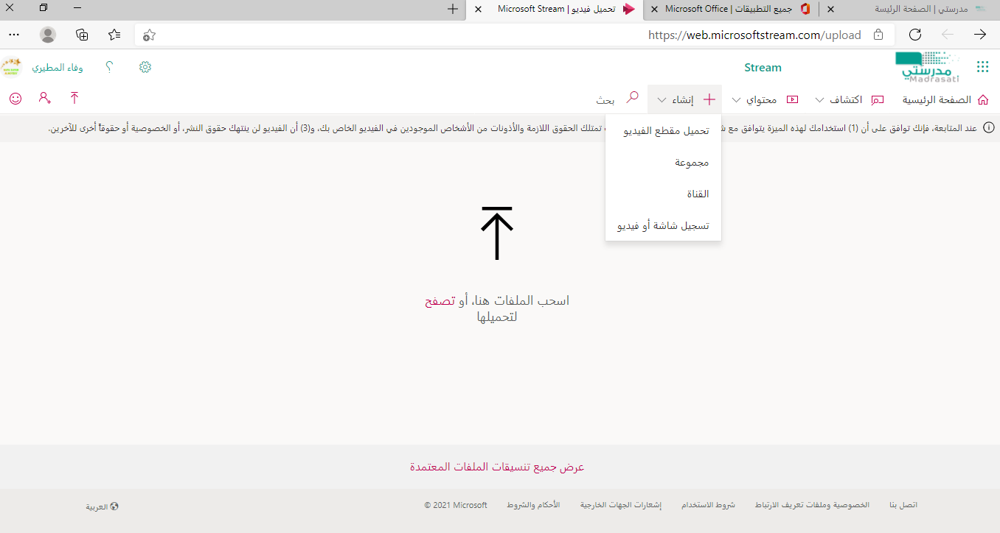 مدرستي | الصفحة الرئيسة
جميع التطبيقات | Microsoft Office
تحميل فيديو | Microsoft Stream
https://web.microsoftstream.com/upload
مدرستي
Madrasati
Stream
وفاء المطيري
الصفحة الرئيسية
اكتشاف
محتواي
إنشاء
بحث
عند المتابعة، فإنك توافق على أن (1) استخدامك لهذه الميزة يتوافق مع تمتلك الحقوق اللازمة والأذونات من الأشخاص الموجودين في الفيديو الخاص بك، و(3) أن الفيديو لن ينتهك حقوق النشر، أو الخصوصية أو حقوقاً أخرى للآخرين.
تحميل مقطع الفيديو
مجموعة
القناة
تسجيل شاشة أو فيديو
اسحب الملفات هنا، أو تصفح
لتحميلها
عرض جميع تنسيقات الملفات المعتمدة
اتصل بنا
الخصوصية وملفات تعريف الارتباط
شروط الاستخدام
إشعارات الجهات الخارجية
الأحكام والشروط
© 2021 Microsoft
العربية